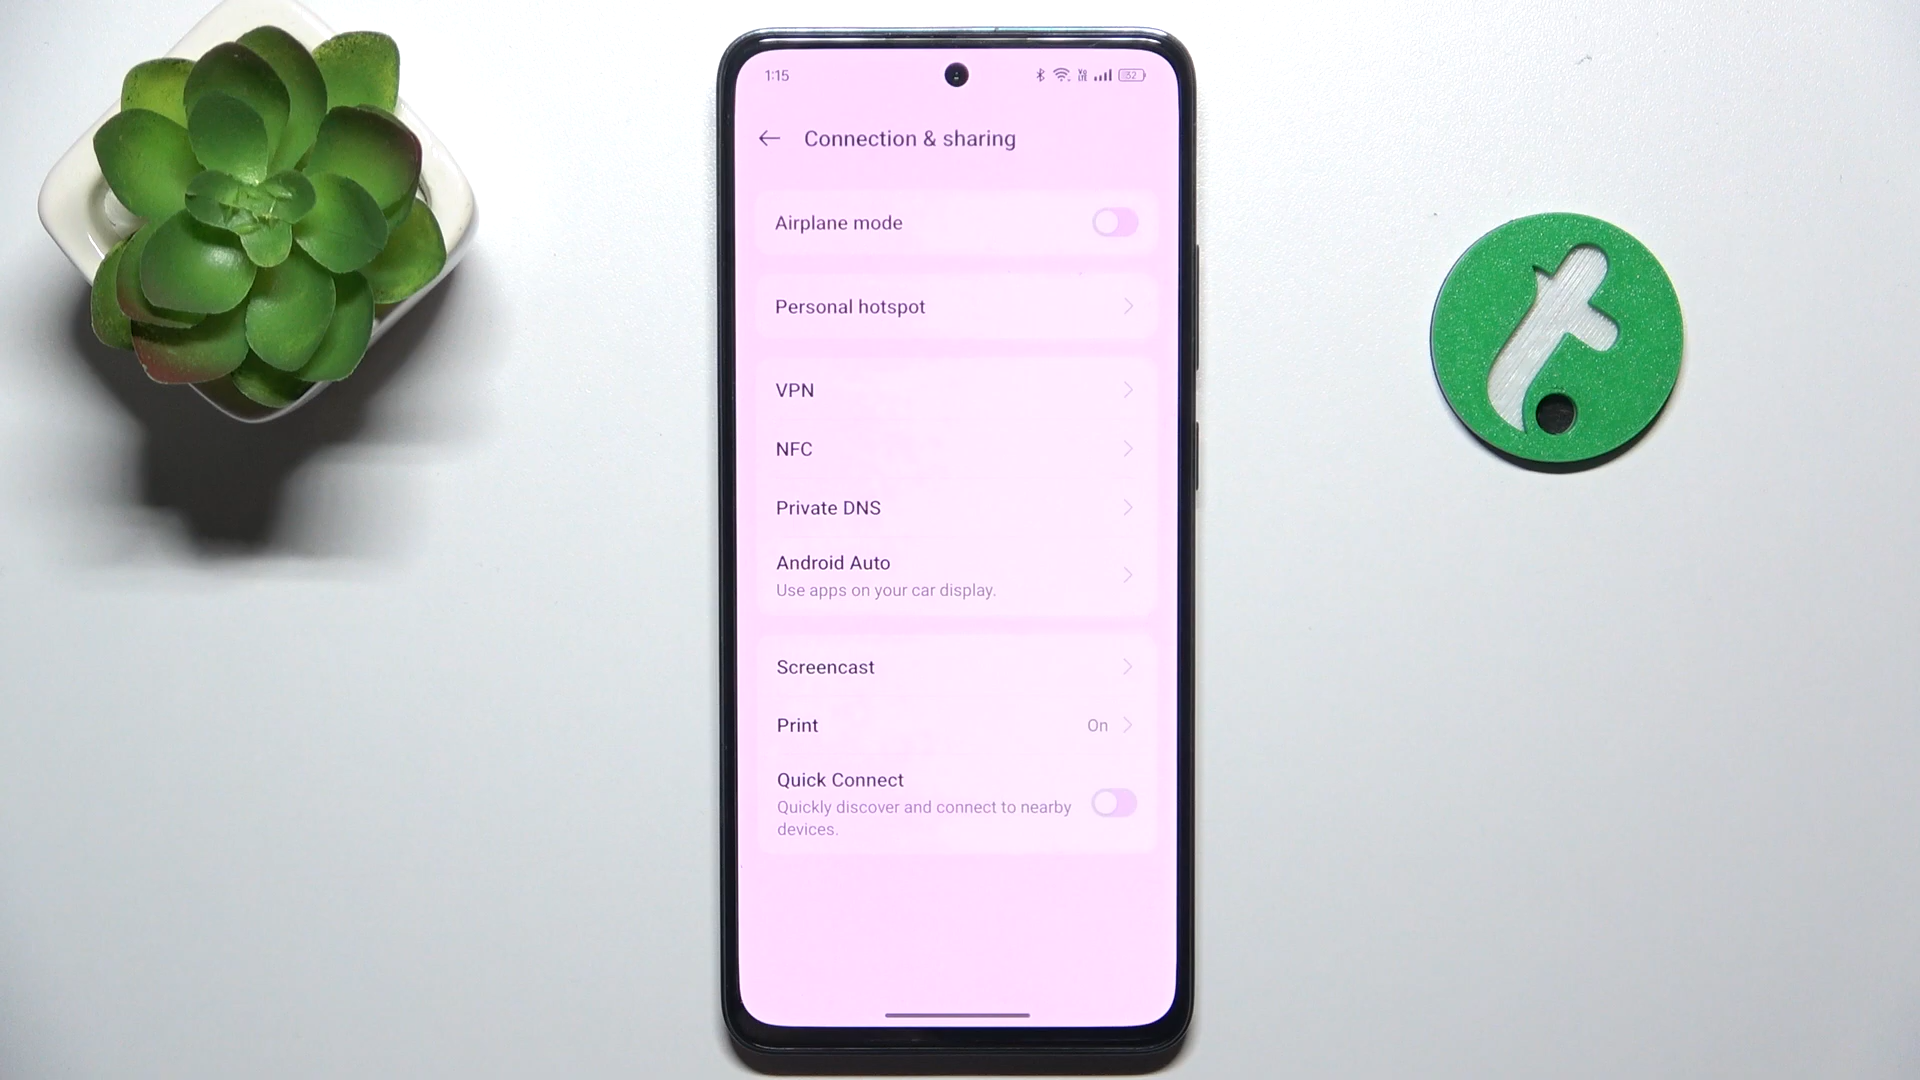 1:15
32
Connection & sharing
Airplane mode
Personal hotspot
VPN
NFC
Private DNS
Android Auto
Use apps on your car display.
Screencast
Print On
Quick Connect
Quickly discover and connect to nearby
devices.